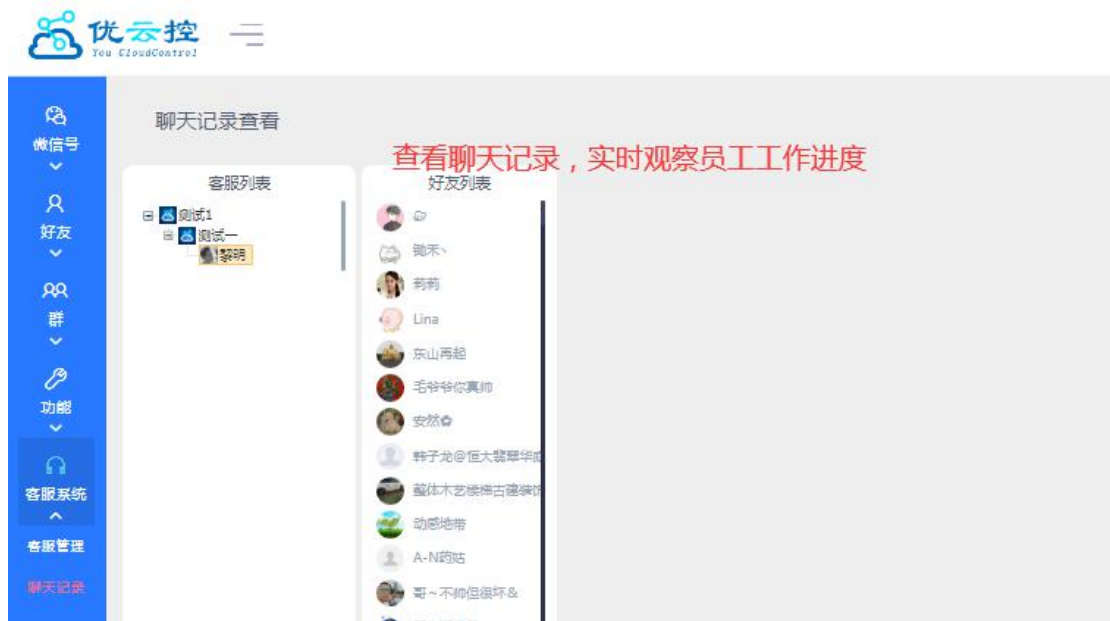 优云控
You CloudControl
微信号
好友
群
功能
客服系统
客服管理
聊天记录
聊天记录查看
查看聊天记录，实时观察员工工作进度
客服列表
测试1
测试一
黎明
好友列表
锄禾丶
莉莉
Lina
东山再起
毛爷爷你真帅
安然✿
韩子龙@恒大翡翠华庭
整体木艺楼梯古建装饰
动感地带
A-N药姑
哥~不帅但很坏&